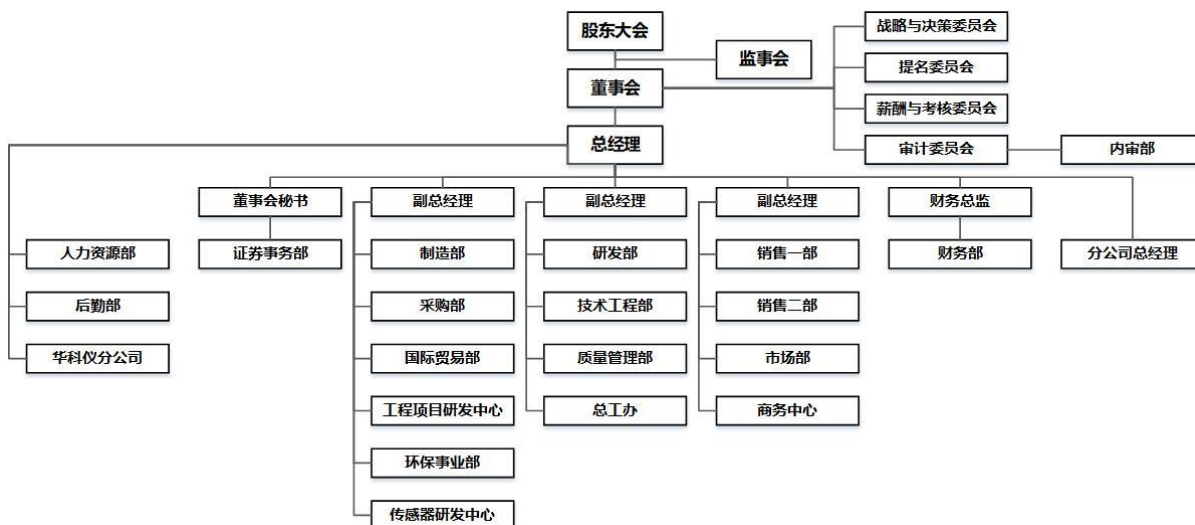 股东大会
战略与决策委员会
监事会
提名委员会
董事会
薪酬与考核委员会
总经理
审计委员会
内审部
董事会秘书
副总经理
副总经理
副总经理
财务总监
人力资源部
证券事务部
制造部
研发部
销售一部
财务部
分公司总经理
后勤部
采购部
技术工程部
销售二部
华科仪分公司
国际贸易部
质量管理部
市场部
工程项目研发中心
总工办
商务中心
环保事业部
传感器研发中心